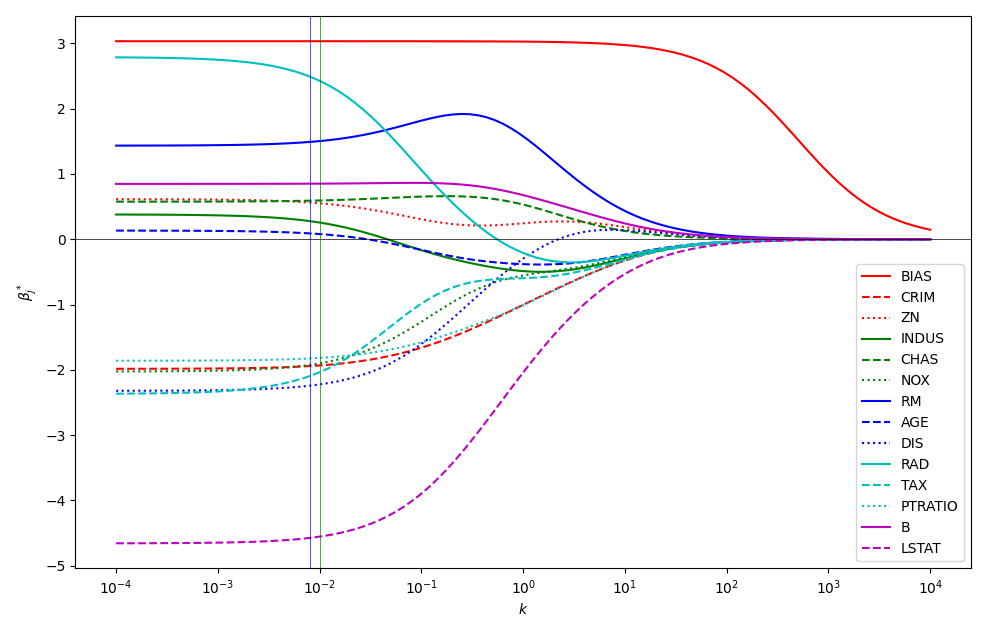 3
2
1
0
−1
−2
−3
−4
−5
β*j
10−4
10−3
10−2
10−1
100
101
102
103
104
k
BIAS
CRIM
ZN
INDUS
CHAS
NOX
RM
AGE
DIS
RAD
TAX
PTRATIO
B
LSTAT